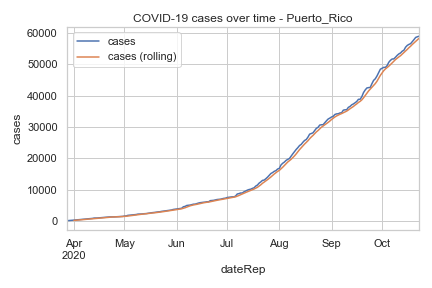 COVID-19 cases over time - Puerto_Rico
cases
cases (rolling)
60000
50000
40000
30000
20000
10000
0
cases
Apr
2020
May
Jun
Jul
Aug
Sep
Oct
dateRep